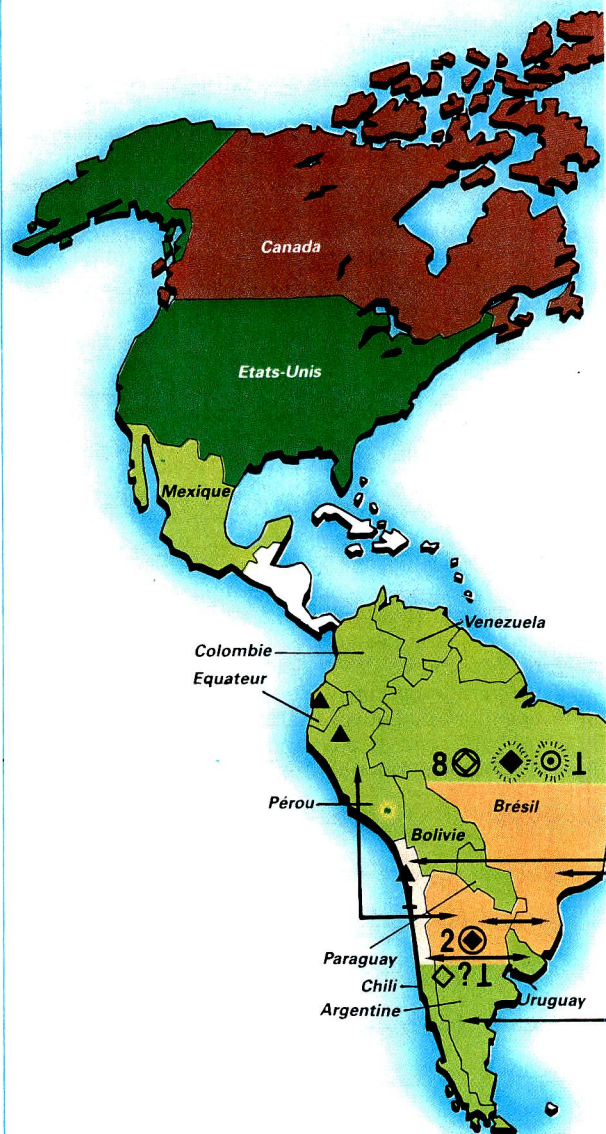 Canada
Etats-Unis
Mexique
Venezuela
Colombie
Equateur
8
Pérou
Brésil
Bolivie
2
Paraguay
?
Chili
Uruguay
Argentine